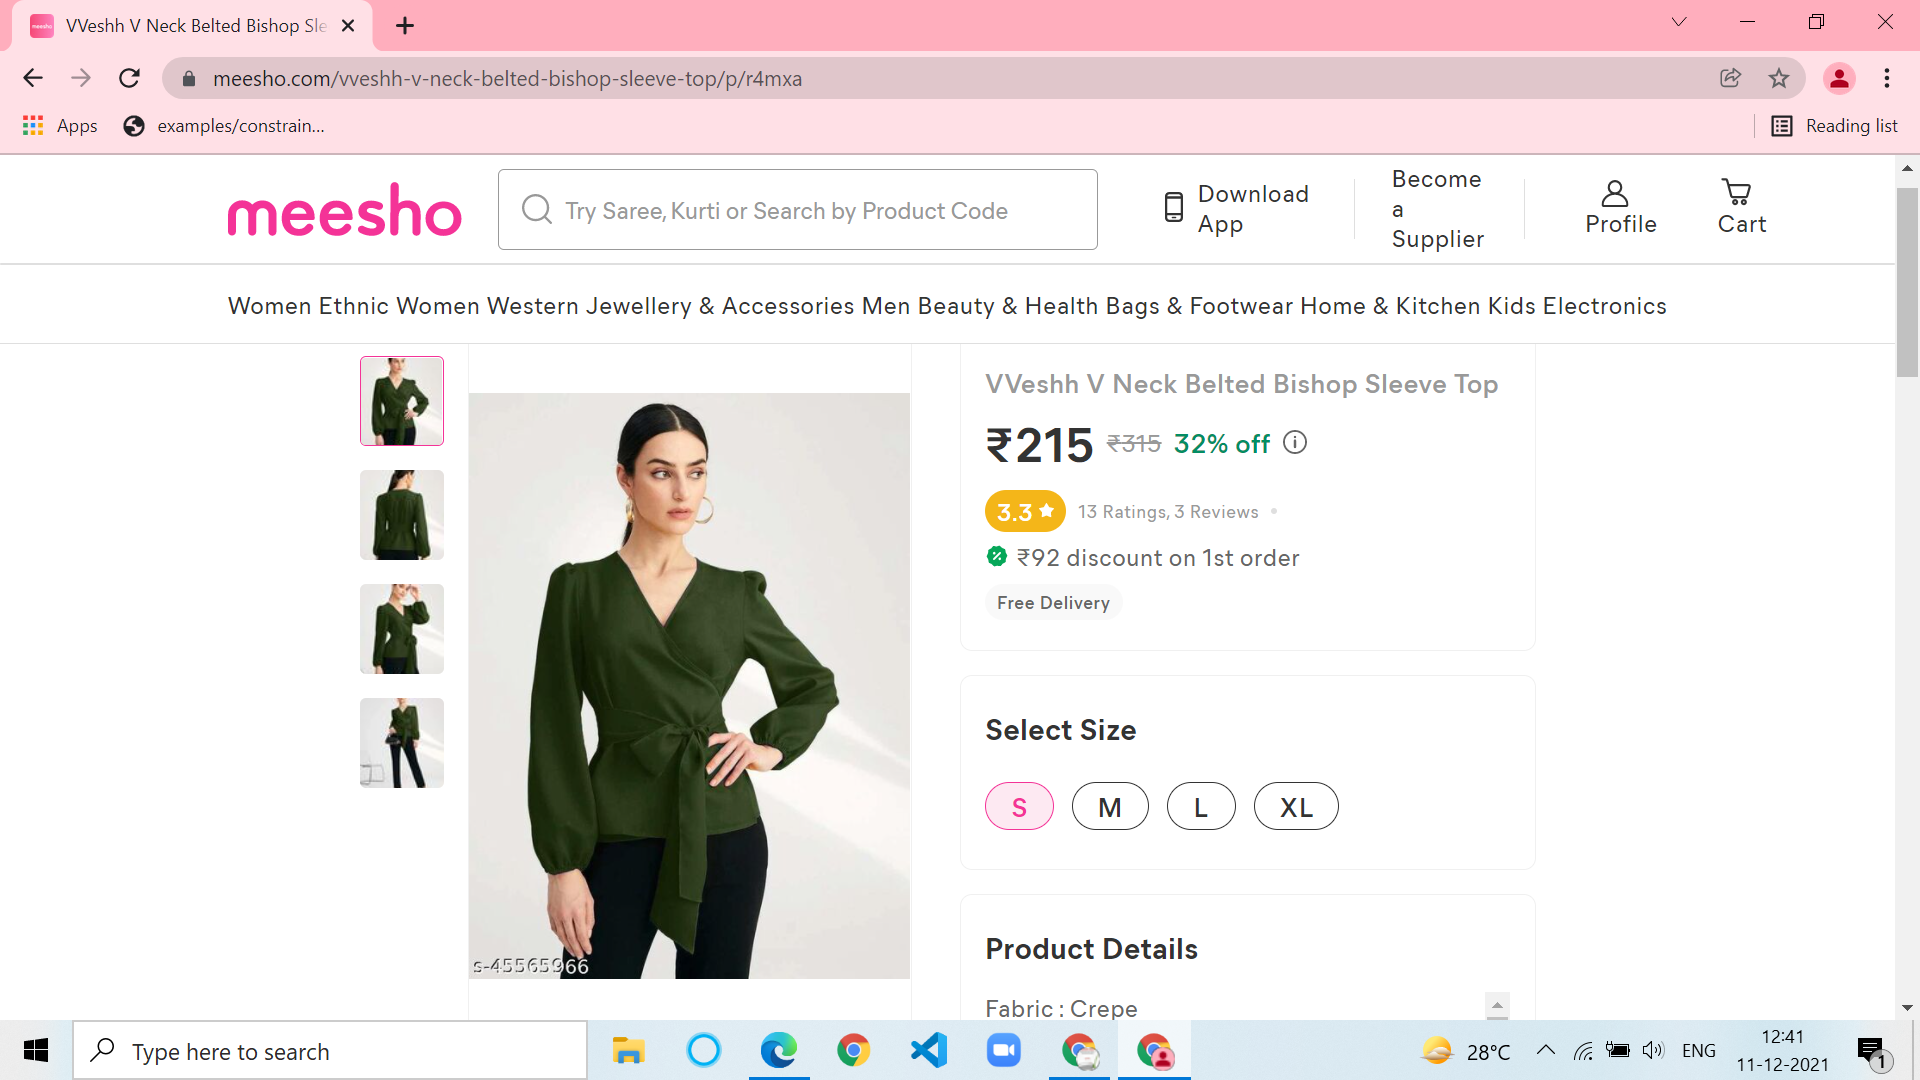 VVeshh V Neck Belted Bishop Sle
meesho.com/vveshh-v-neck-belted-bishop-sleeve-top/p/r4mxa
Apps
examples/constrain...
Reading list
meesho
Try Saree, Kurti or Search by Product Code
Download
App
Become
a
Supplier
Profile
Cart
Women Ethnic Women Western Jewellery & Accessories Men Beauty & Health Bags & Footwear Home & Kitchen Kids Electronics
VVeshh V Neck Belted Bishop Sleeve Top
₹215 ₹315 32% off
3.3 13 Ratings, 3 Reviews
₹92 discount on 1st order
Free Delivery
Select Size
S M L XL
Product Details
Fabric : Crepe
s-45565966
Type here to search
28°C
ENG
12:41
11-12-2021
1